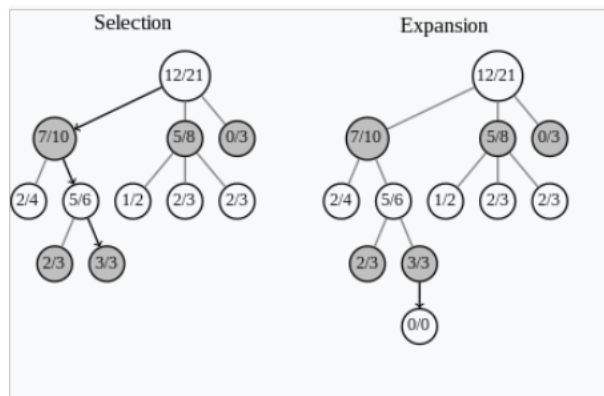 Selection Expansion
12/21 12/21
7/10 5/8 0/3 7/10 5/8 0/3
2/4 5/6 1/2 2/3 2/3 2/4 5/6 1/2 2/3 2/3
2/3 3/3 2/3 3/3
0/0